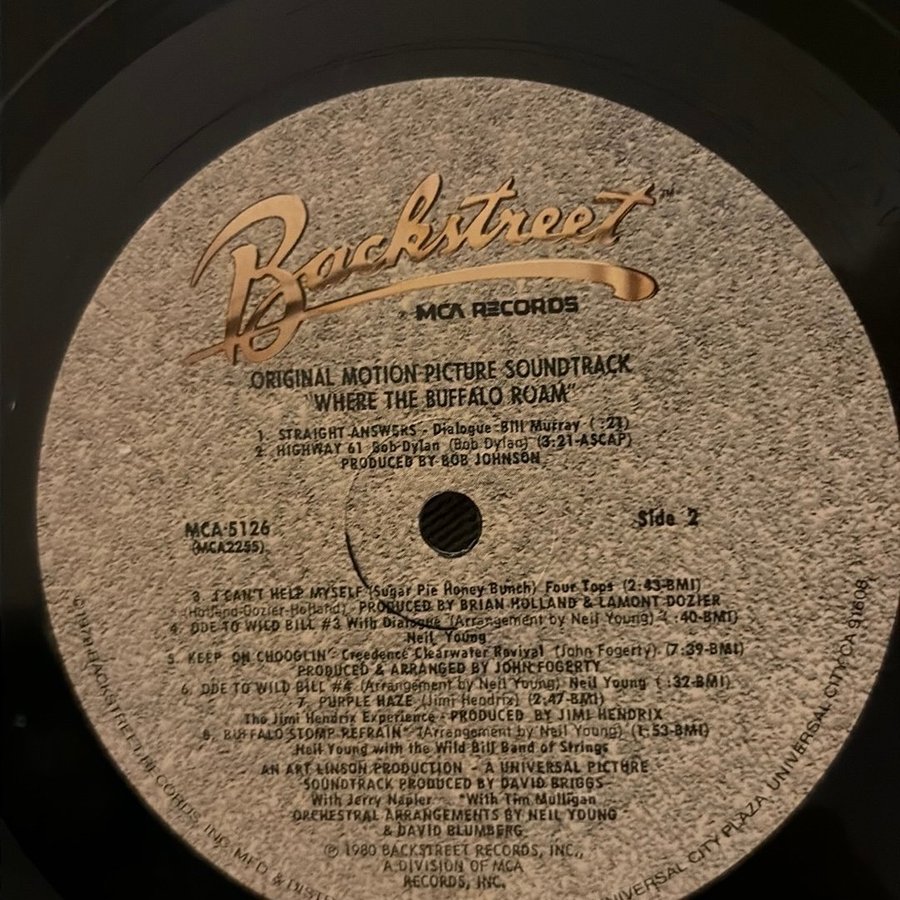 Backstreet™
MCA RECORDS
ORIGINAL MOTION PICTURE SOUNDTRACK
"WHERE THE BUFFALO ROAM"
1. STRAIGHT ANSWERS - Dialogue-Bill Murray ( :21)
2. HIGHWAY 61 Bob Dylan (Bob Dylan) (3:21-ASCAP)
PRODUCED BY BOB JOHNSON
MCA-5126
(MCA2255)
Side 2
3. I CAN'T HELP MYSELF (Sugar Pie Honey Bunch) Four Tops (2:43-BMI)
(Holland-Dozier-Holland) - PRODUCED BY BRIAN HOLLAND & LAMONT DOZIER
4. ODE TO WILD BILL #3 With Dialogue (Arrangement by Neil Young) ( :40-BMI)
Neil Young
5. KEEP ON CHOOGLIN' Creedence Clearwater Revival (John Fogerty) (7:39-BMI)
PRODUCED & ARRANGED BY JOHN FOGERTY
6. ODE TO WILD BILL #4 (Arrangement by Neil Young) Neil Young ( :32-BMI)
7. PURPLE HAZE (Jimi Hendrix) (2:47-BMI)
The Jimi Hendrix Experience - PRODUCED BY JIMI HENDRIX
8. BUFFALO STOMP REFRAIN* (Arrangement by Neil Young) (1:53-BMI)
Neil Young with the Wild Bill Band of Strings
AN ART LINSON PRODUCTION - A UNIVERSAL PICTURE
SOUNDTRACK PRODUCED BY DAVID BRIGGS
With Jerry Napier *With Tim Mulligan
ORCHESTRAL ARRANGEMENTS BY NEIL YOUNG
& DAVID BLUMBERG
℗ 1980 BACKSTREET RECORDS, INC.,
A DIVISION OF MCA
RECORDS, INC.
BACKSTREET RECORDS, INC. MFD. & DISTR
UNIVERSAL CITY PLAZA UNIVERSAL CITY CA 91608